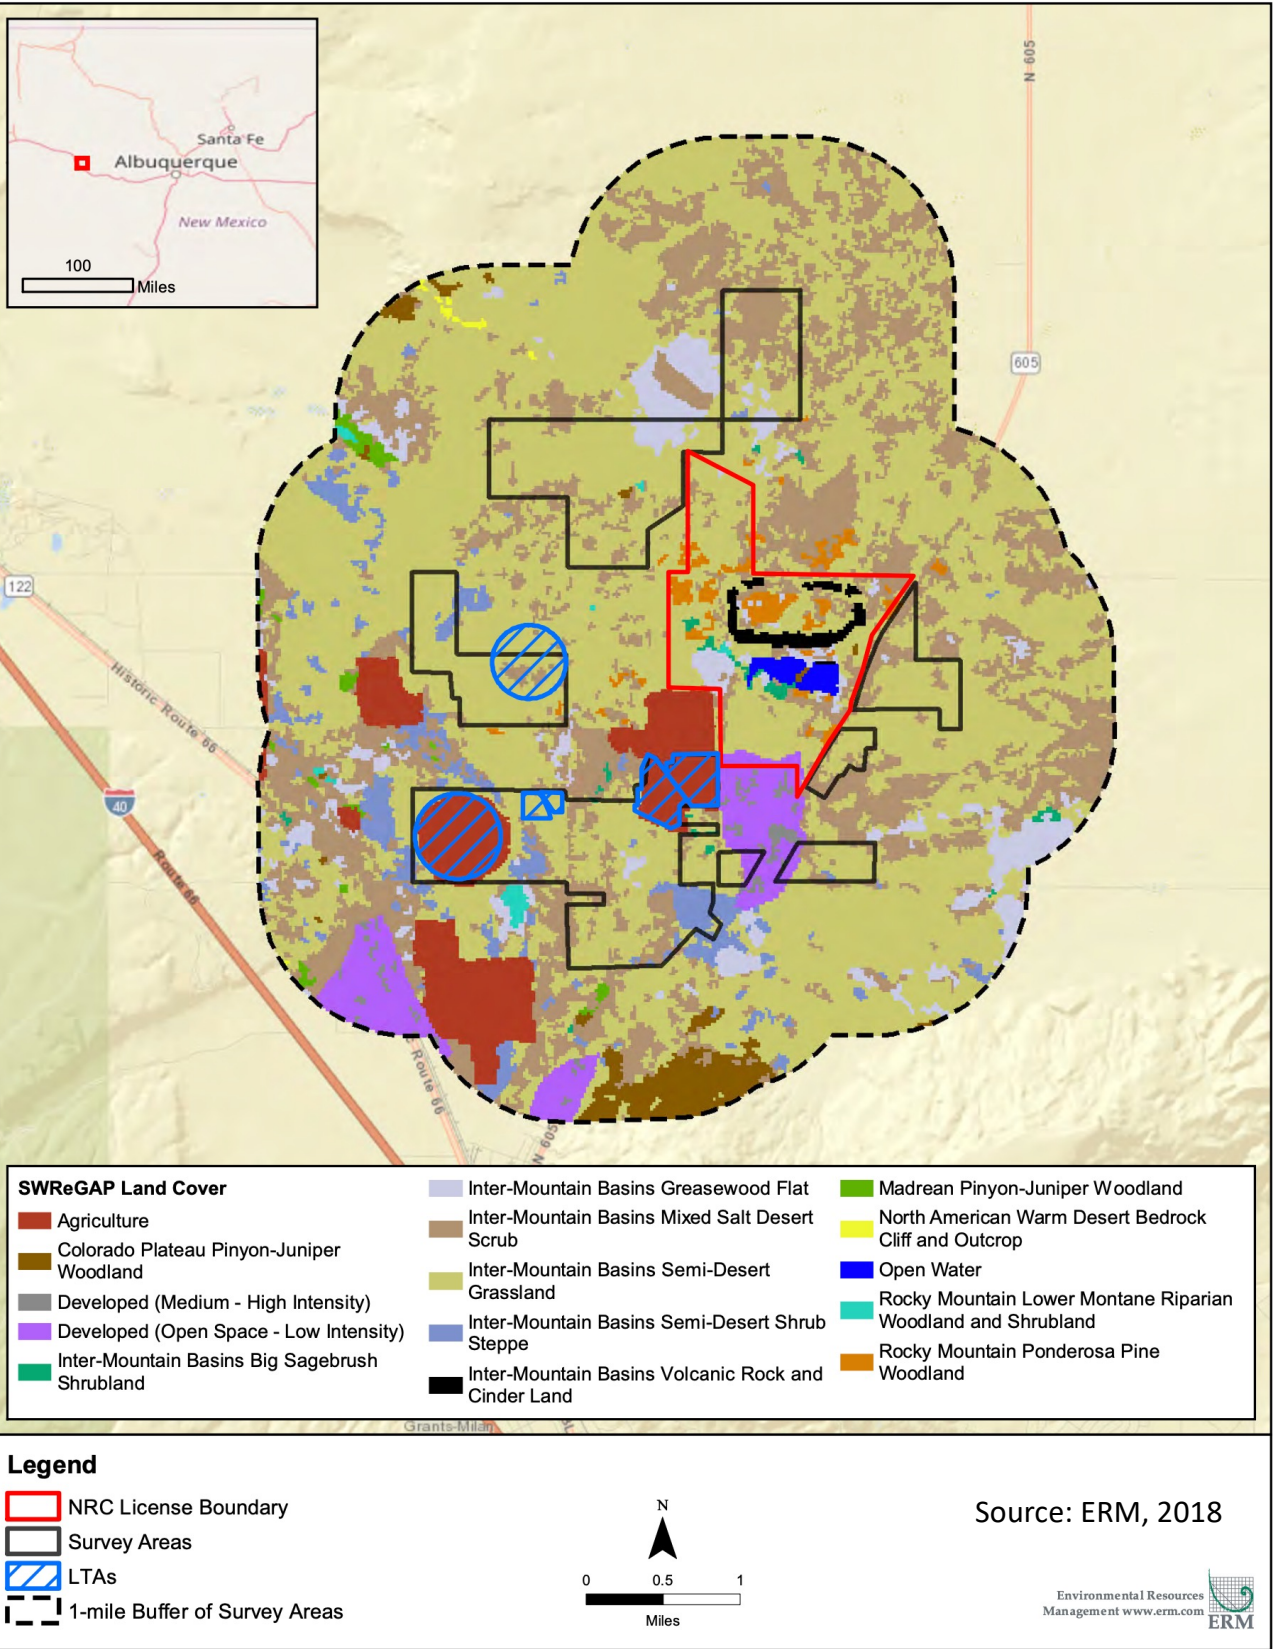 N 605
Santa Fe
Albuquerque
New Mexico
100
Miles
605
122
Historic Route 66
40
Route 66
Route 66
N 605
SWReGAP Land Cover
Agriculture
Colorado Plateau Pinyon-Juniper
Woodland
Developed (Medium - High Intensity)
Developed (Open Space - Low Intensity)
Inter-Mountain Basins Big Sagebrush
Shrubland
Inter-Mountain Basins Greasewood Flat
Inter-Mountain Basins Mixed Salt Desert
Scrub
Inter-Mountain Basins Semi-Desert
Grassland
Inter-Mountain Basins Semi-Desert Shrub
Steppe
Inter-Mountain Basins Volcanic Rock and
Cinder Land
Madrean Pinyon-Juniper Woodland
North American Warm Desert Bedrock
Cliff and Outcrop
Open Water
Rocky Mountain Lower Montane Riparian
Woodland and Shrubland
Rocky Mountain Ponderosa Pine
Woodland
Grants-Milan
Legend
NRC License Boundary
Survey Areas
LTAs
1-mile Buffer of Survey Areas
N
0 0.5 1
Miles
Source: ERM, 2018
Environmental Resources
Management www.erm.com
ERM